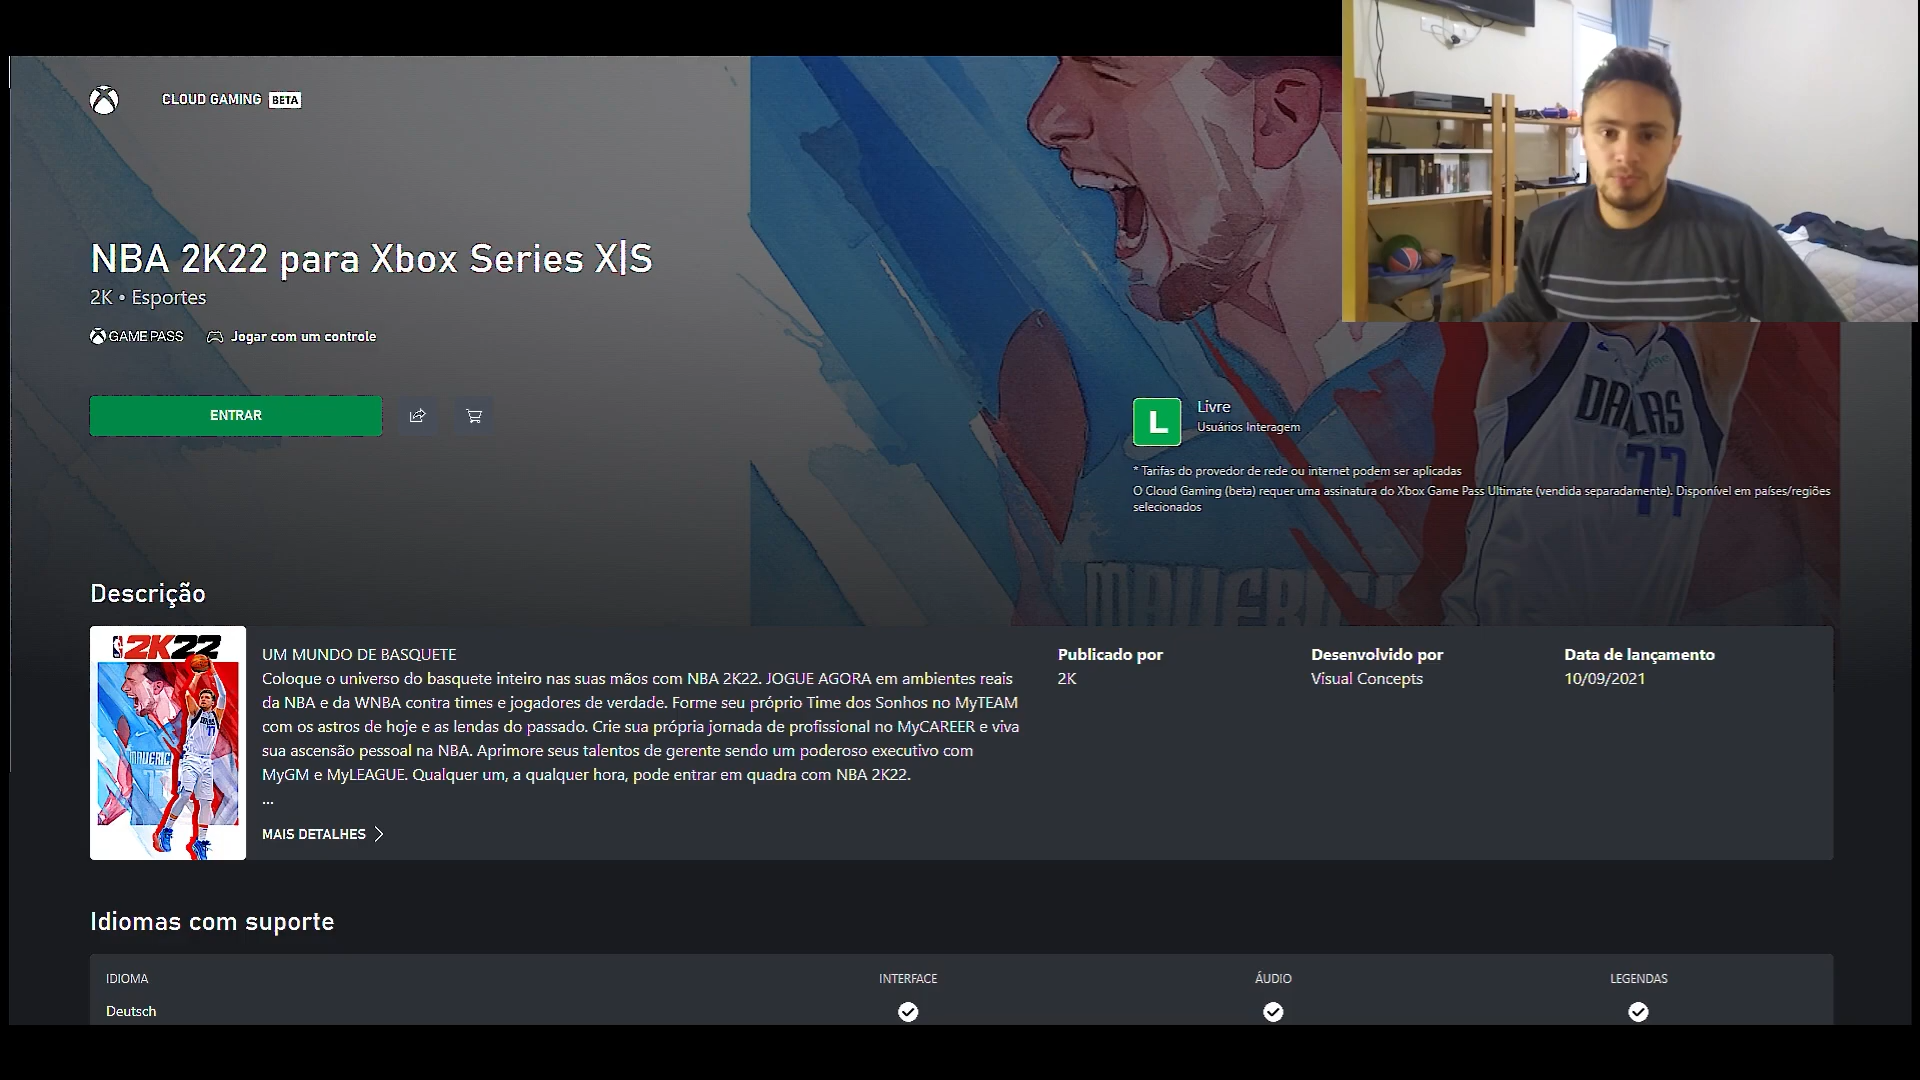 CLOUD GAMING BETA
NBA 2K22 para Xbox Series X|S
2K • Esportes
GAME PASS Jogar com um controle
ENTRAR
L
Livre
Usuários Interagem
DALLAS
77
* Tarifas do provedor de rede ou internet podem ser aplicadas
O Cloud Gaming (beta) requer uma assinatura do Xbox Game Pass Ultimate (vendida separadamente). Disponível em países/regiões
selecionados
Descrição
2K22
UM MUNDO DE BASQUETE
Coloque o universo do basquete inteiro nas suas mãos com NBA 2K22. JOGUE AGORA em ambientes reais
da NBA e da WNBA contra times e jogadores de verdade. Forme seu próprio Time dos Sonhos no MyTEAM
com os astros de hoje e as lendas do passado. Crie sua própria jornada de profissional no MyCAREER e viva
sua ascensão pessoal na NBA. Aprimore seus talentos de gerente sendo um poderoso executivo com
MyGM e MyLEAGUE. Qualquer um, a qualquer hora, pode entrar em quadra com NBA 2K22.
...
MAIS DETALHES
Publicado por
2K
Desenvolvido por
Visual Concepts
Data de lançamento
10/09/2021
Idiomas com suporte
IDIOMA INTERFACE ÁUDIO LEGENDAS
Deutsch